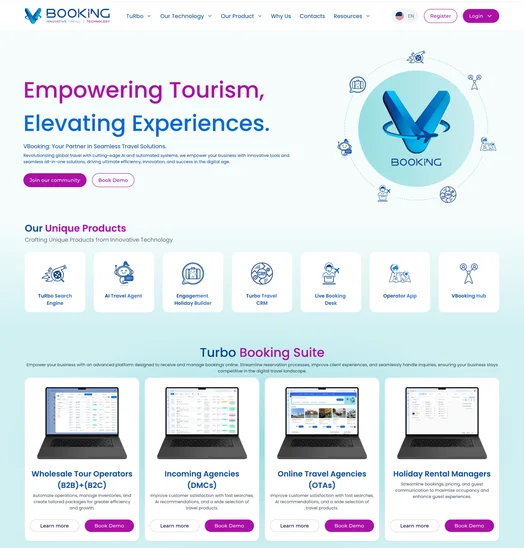 BOOKiNG
INNOVATIVE TRAVEL & TECHNOLOGY
TuRbo
Our Technology
Our Product
Why Us
Contacts
Resources
EN
Register
Login
Empowering Tourism,
Elevating Experiences.
VBooking: Your Partner in Seamless Travel Solutions.
Revolutionizing global travel with cutting-edge AI and automated systems, we empower your business with innovative tools and
seamless all-in-one solutions, driving ultimate efficiency, innovation, and success in the digital age.
Join our community
Book Demo
BOOKiNG
Our Unique Products
Crafting Unique Products from Innovative Technology
TuRbo Search
Engine
AI Travel Agent
Engagement
Holiday Builder
Turbo Travel
CRM
Live Booking
Desk
Operator App
VBooking Hub
Turbo Booking Suite
Empower your business with an advanced platform designed to receive and manage bookings online. Streamline reservation processes, improve client experiences, and seamlessly handle inquiries, ensuring your business stays
competitive in the digital travel landscape.
Wholesale Tour Operators
(B2B)+(B2C)
Automate operations, manage inventories, and
create tailored packages for greater efficiency
and growth.
Learn more
Book Demo
Incoming Agencies
(DMCs)
Improve customer satisfaction with fast searches,
AI recommendations, and a wide selection of
travel products.
Learn more
Book Demo
Online Travel Agencies
(OTAs)
Improve customer satisfaction with fast searches,
AI recommendations, and a wide selection of
travel products.
Learn more
Book Demo
Holiday Rental Managers
Streamline bookings, pricing, and guest
communication to maximise occupancy and
enhance guest experiences.
Learn more
Book Demo